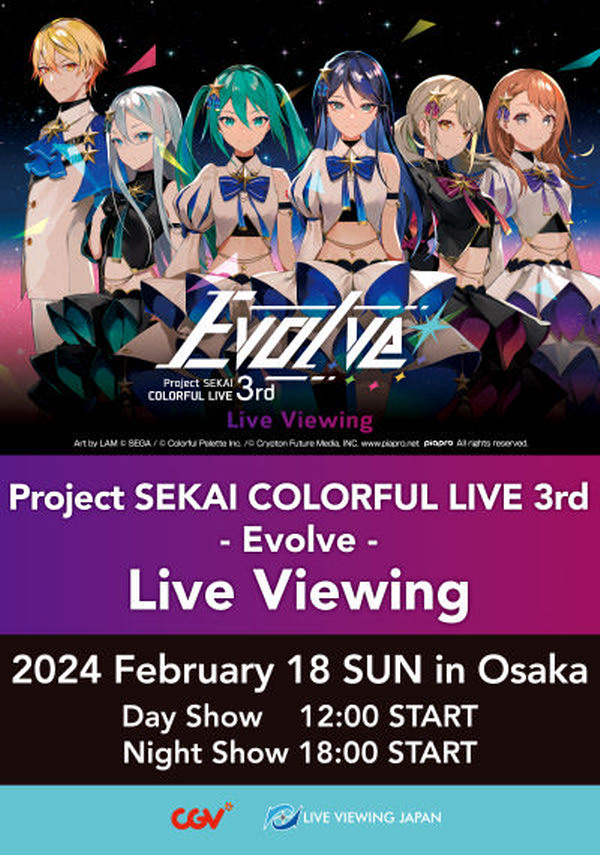 Evolve
Project SEKAI
COLORFUL LIVE 3rd
Live Viewing
Art by LAM © SEGA / © Colorful Palette Inc. / © Crypton Future Media, INC. www.piapro.net piapro All rights reserved.
Project SEKAI COLORFUL LIVE 3rd
- Evolve -
Live Viewing
2024 February 18 SUN in Osaka
Day Show 12:00 START
Night Show 18:00 START
CGV LIVE VIEWING JAPAN